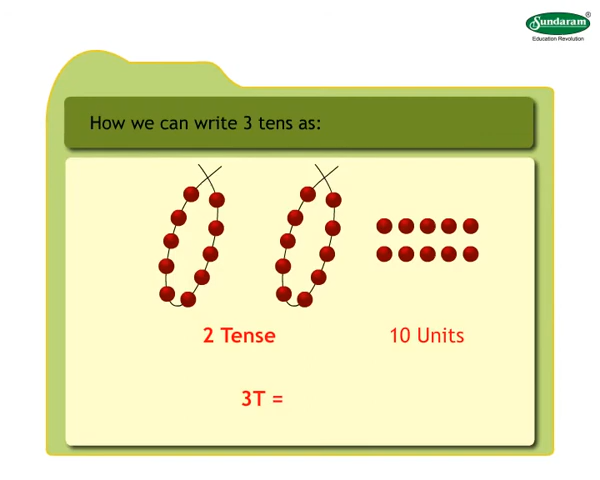 Sundaram®
Education Revolution
How we can write 3 tens as:
2 Tense
10 Units
3T =